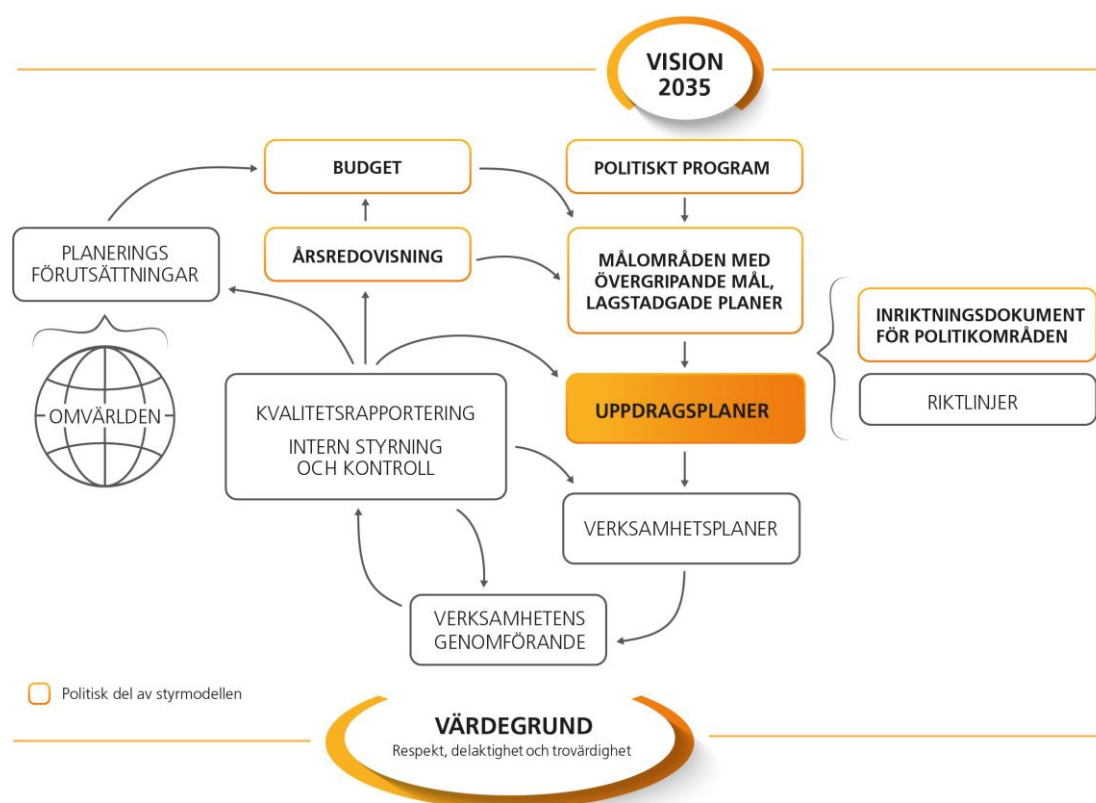 VISION
2035
BUDGET
POLITISKT PROGRAM
PLANERINGS
FÖRUTSÄTTNINGAR
ÅRSREDOVISNING
MÅLOMRÅDEN MED
ÖVERGRIPANDE MÅL,
LAGSTADGADE PLANER
INRIKTNINGSDOKUMENT
FÖR POLITIKOMRÅDEN
OMVÄRLDEN
KVALITETSRAPPORTERING
INTERN STYRNING
OCH KONTROLL
UPPDRAGSPLANER
RIKTLINJER
VERKSAMHETSPLANER
VERKSAMHETENS
GENOMFÖRANDE
Politisk del av styrmodellen
VÄRDEGRUND
Respekt, delaktighet och trovärdighet